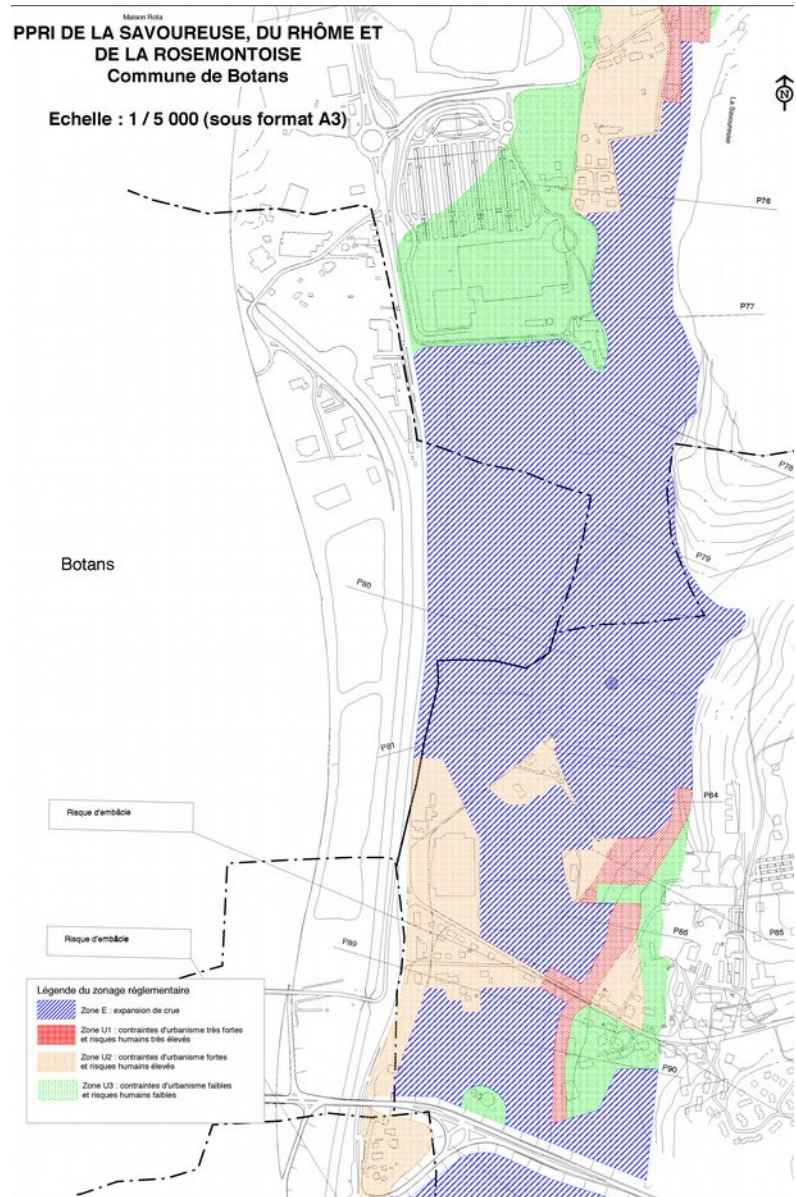 Maison Rota
PPRI DE LA SAVOUREUSE, DU RHÔME ET
DE LA ROSEMONTOISE
Commune de Botans
Echelle : 1 / 5 000 (sous format A3)
N
La Savoureuse
P76
P77
P78
P79
Botans
P80
P81
P84
Risque d'embâcle
P85
P86
Risque d'embâcle
P89
P90
Légende du zonage réglementaire
Zone E : expansion de crue
Zone U1 : contraintes d'urbanisme très fortes
et risques humains très élevés
Zone U2 : contraintes d'urbanisme fortes
et risques humains élevés
Zone U3 : contraintes d'urbanisme faibles
et risques humains faibles